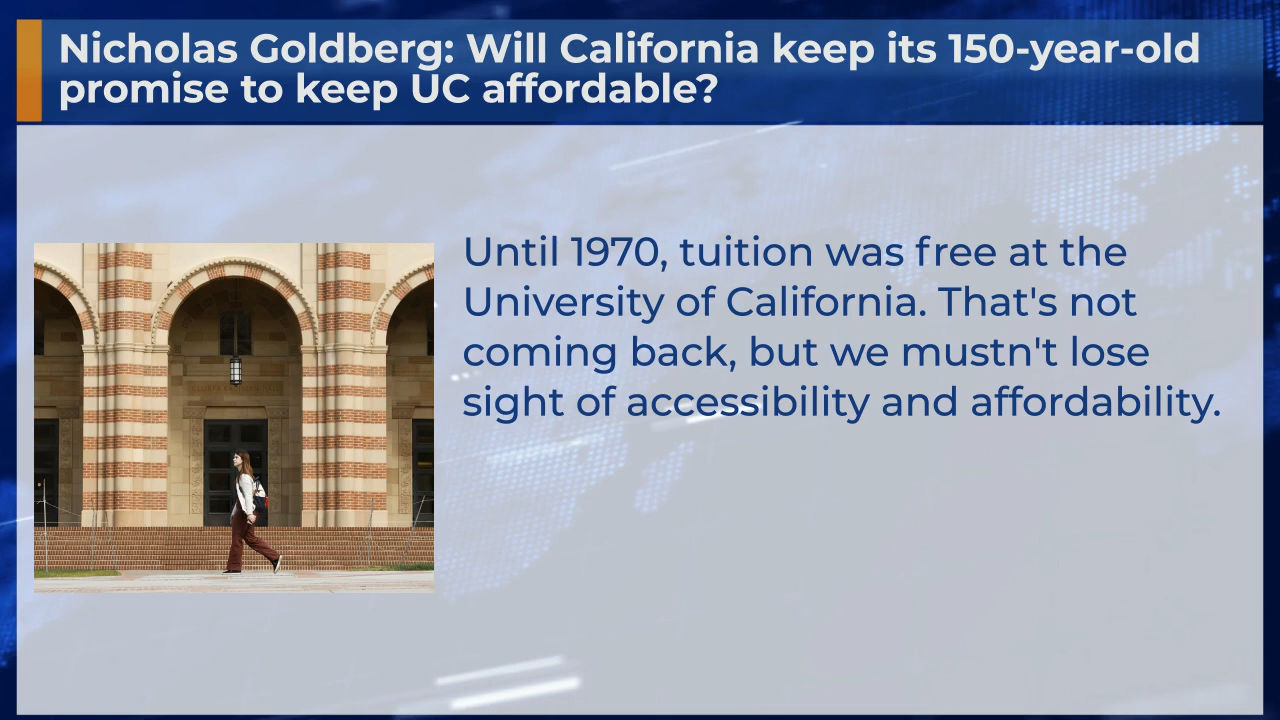 Nicholas Goldberg: Will California keep its 150-year-old
promise to keep UC affordable?
Until 1970, tuition was free at the
University of California. That's not
coming back, but we mustn't lose
sight of accessibility and affordability.